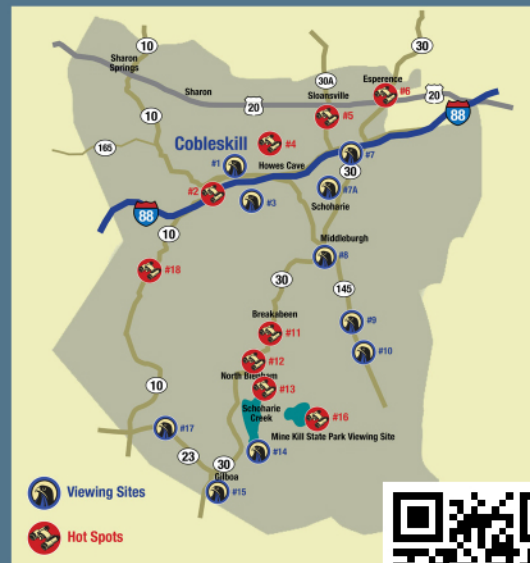 10
30
Sharon
Springs
30A
Esperence
Sharon
Sloansville
#6
20
20
10
#5
88
165
Cobleskill
#4
#1
Howes Cave
#7
30
#2
#3
#7A
Schoharie
88
10
Middleburgh
#8
#18
30
145
Breakabeen
#9
#11
#10
#12
North Blenham
#13
10
Schoharie
Creek
#16
Mine Kill State Park Viewing Site
#17
#14
23
30
Gilboa
#15
Viewing Sites
Hot Spots